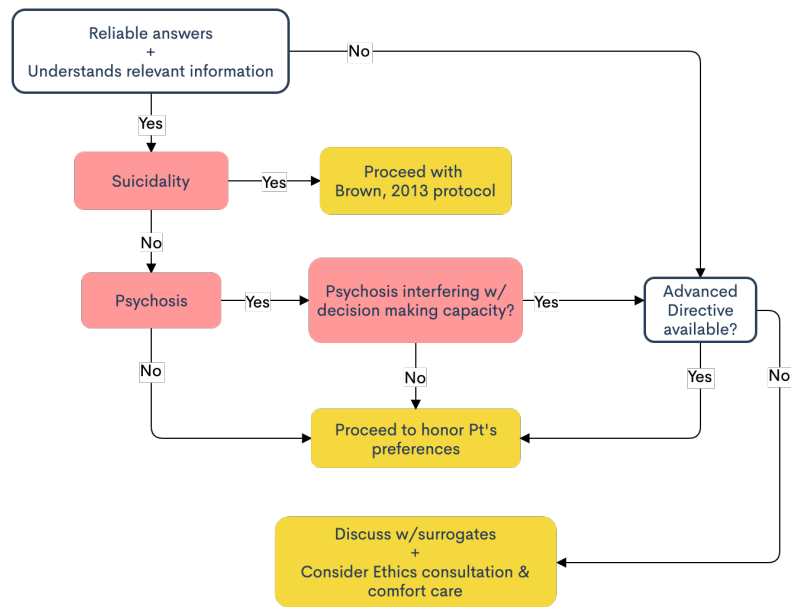 Reliable answers
+
Understands relevant information
No
Yes
Suicidality
Yes
Proceed with
Brown, 2013 protocol
No
Psychosis
Yes
Psychosis interfering w/
decision making capacity?
Yes
Advanced
Directive
available?
No
No
Yes
No
Proceed to honor Pt's
preferences
Discuss w/surrogates
+
Consider Ethics consultation &
comfort care